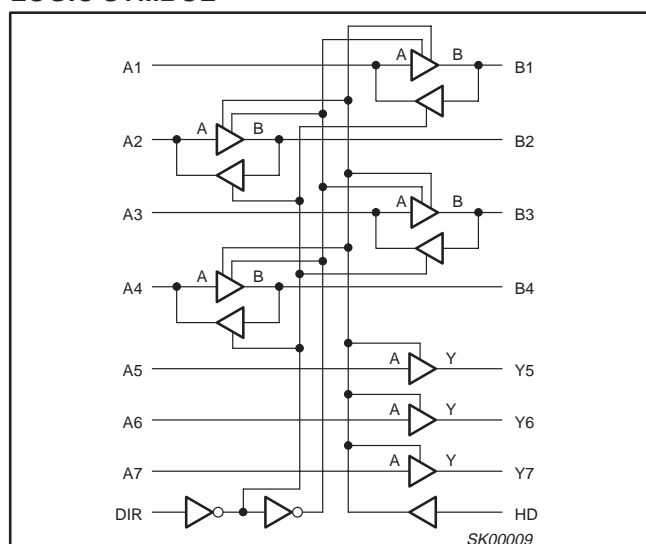 LOGIC SYMBOL
A1 A B B1
A2 A B B2
A3 A B B3
A4 A B B4
A5 A Y Y5
A6 A Y Y6
A7 A Y Y7
DIR HD
SK00009